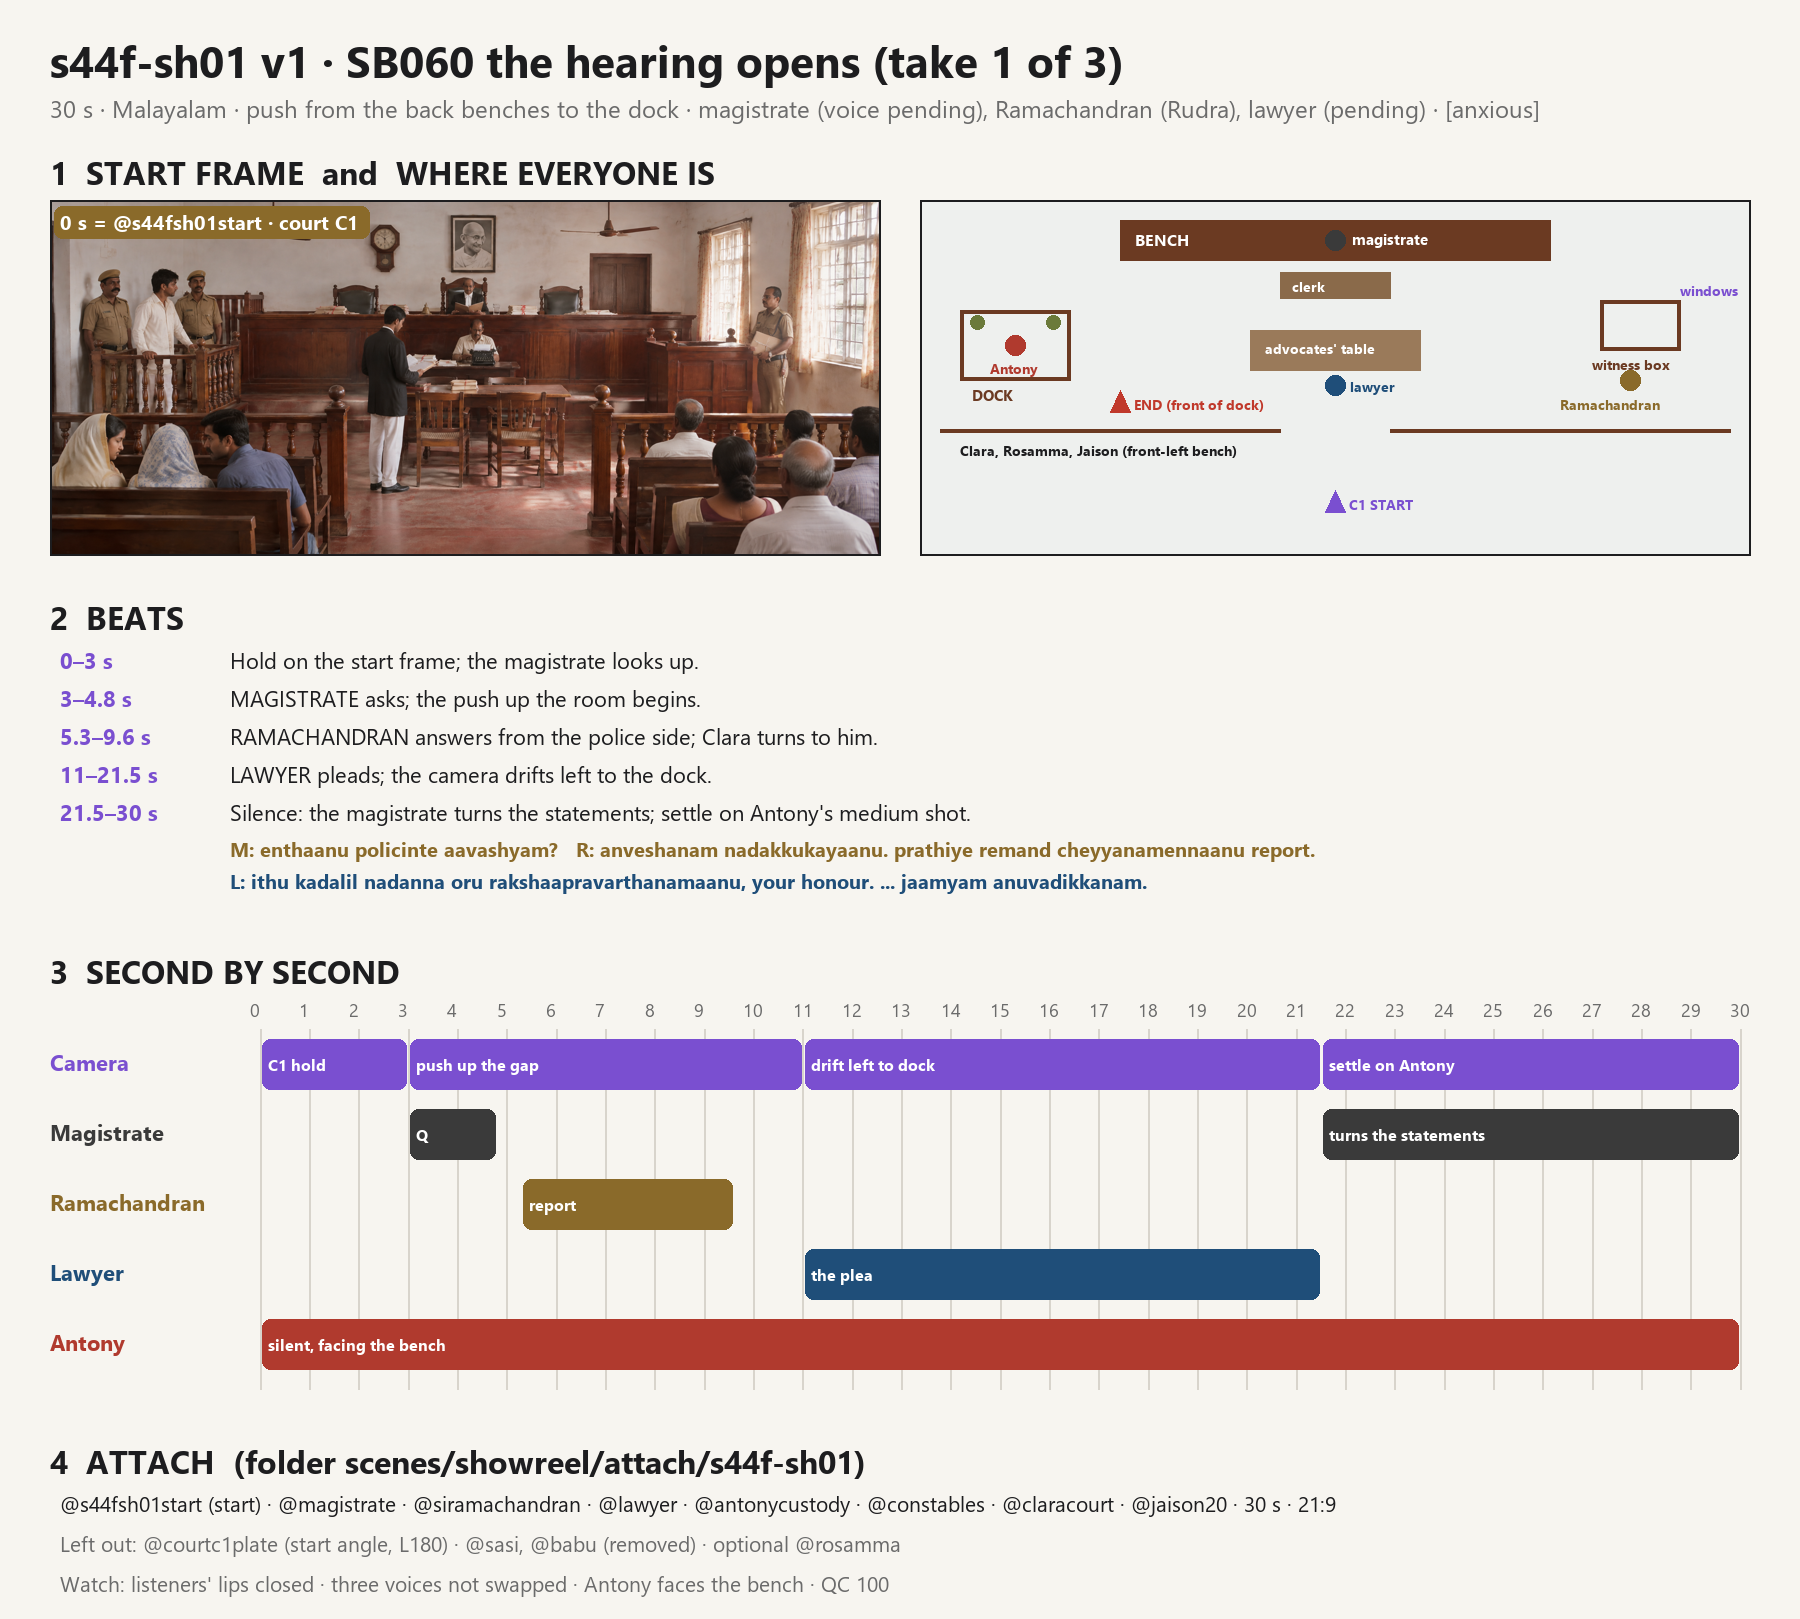 s44f-sh01 v1 · SB060 the hearing opens (take 1 of 3)
30 s · Malayalam · push from the back benches to the dock · magistrate (voice pending), Ramachandran (Rudra), lawyer (pending) · [anxious]
1 START FRAME and WHERE EVERYONE IS
0 s = @s44fsh01start · court C1
BENCH
magistrate
clerk
windows
advocates' table
witness box
Antony
DOCK
lawyer
END (front of dock)
Ramachandran
Clara, Rosamma, Jaison (front-left bench)
C1 START
2 BEATS
0–3 s Hold on the start frame; the magistrate looks up.
3–4.8 s MAGISTRATE asks; the push up the room begins.
5.3–9.6 s RAMACHANDRAN answers from the police side; Clara turns to him.
11–21.5 s LAWYER pleads; the camera drifts left to the dock.
21.5–30 s Silence: the magistrate turns the statements; settle on Antony's medium shot.
M: enthaanu policinte aavashyam? R: anveshanam nadakkukayaanu. prathiye remand cheyyanamennaanu report.
L: ithu kadalil nadanna oru rakshaapravarthanamaanu, your honour. ... jaamyam anuvadikkanam.
3 SECOND BY SECOND
0 1 2 3 4 5 6 7 8 9 10 11 12 13 14 15 16 17 18 19 20 21 22 23 24 25 26 27 28 29 30
Camera C1 hold push up the gap drift left to dock settle on Antony
Magistrate Q turns the statements
Ramachandran report
Lawyer the plea
Antony silent, facing the bench
4 ATTACH (folder scenes/showreel/attach/s44f-sh01)
@s44fsh01start (start) · @magistrate · @siramachandran · @lawyer · @antonycustody · @constables · @claracourt · @jaison20 · 30 s · 21:9
Left out: @courtc1plate (start angle, L180) · @sasi, @babu (removed) · optional @rosamma
Watch: listeners' lips closed · three voices not swapped · Antony faces the bench · QC 100